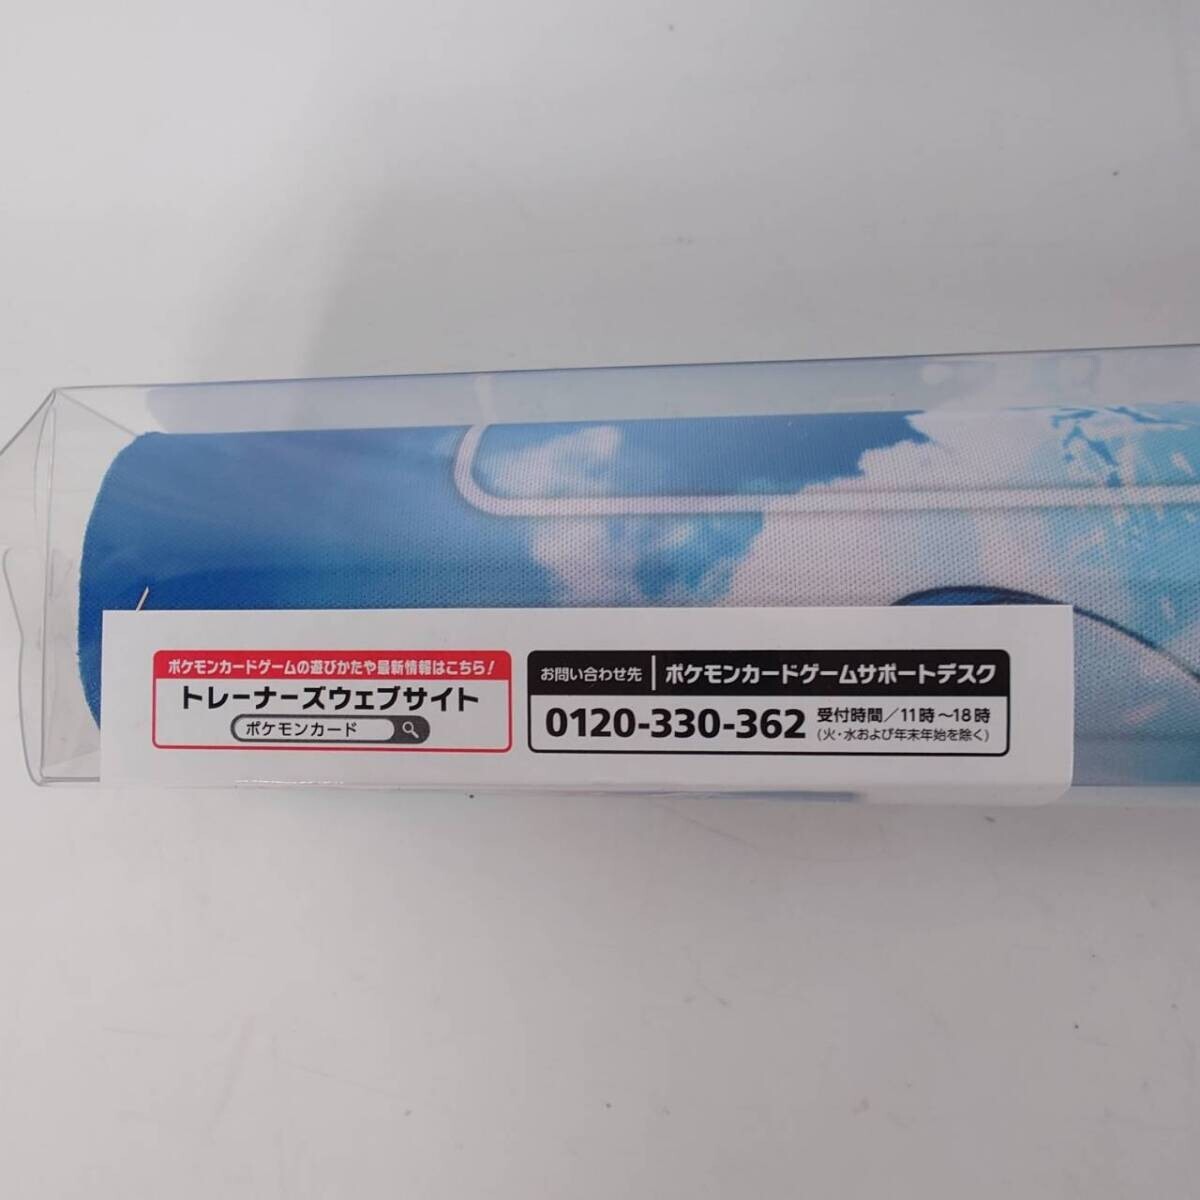 ポケモンカードゲームの遊びかたや最新情報はこちら!
トレーナーズウェブサイト
ポケモンカード
お問い合わせ先 ポケモンカードゲームサポートデスク
0120-330-362 受付時間/11時〜18時
(火・水および年末年始を除く)